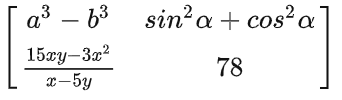 a³ − b³ sin²α + cos²α
(15xy−3x²)/(x−5y) 78